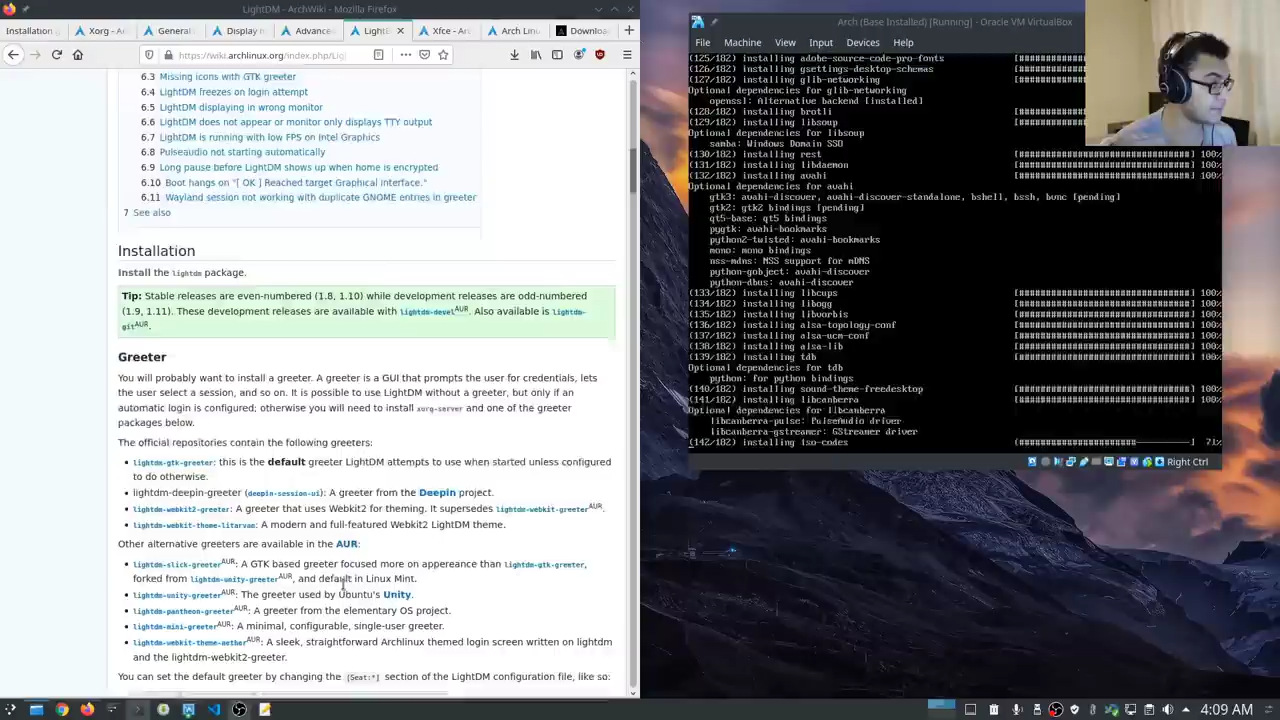 LightDM - ArchWiki - Mozilla Firefox
Installation
Xorg - Ar
General
Display m
Advance
LightD
Xfce - Ar
Arch Linu
Downloa
https://wiki.archlinux.org/index.php/Lig
6.3 Missing icons with GTK greeter
6.4 LightDM freezes on login attempt
6.5 LightDM displaying in wrong monitor
6.6 LightDM does not appear or monitor only displays TTY output
6.7 LightDM is running with low FPS on Intel Graphics
6.8 Pulseaudio not starting automatically
6.9 Long pause before LightDM shows up when home is encrypted
6.10 Boot hangs on "[ OK ] Reached target Graphical Interface."
6.11 Wayland session not working with duplicate GNOME entries in greeter
7 See also
Installation
Install the lightdm package.
Tip: Stable releases are even-numbered (1.8, 1.10) while development releases are odd-numbered
(1.9, 1.11). These development releases are available with lightdm-develAUR. Also available is lightdm-
gitAUR.
Greeter
You will probably want to install a greeter. A greeter is a GUI that prompts the user for credentials, lets
the user select a session, and so on. It is possible to use LightDM without a greeter, but only if an
automatic login is configured; otherwise you will need to install xorg-server and one of the greeter
packages below.
The official repositories contain the following greeters:
• lightdm-gtk-greeter: this is the default greeter LightDM attempts to use when started unless configured
to do otherwise.
• lightdm-deepin-greeter (deepin-session-ui): A greeter from the Deepin project.
• lightdm-webkit2-greeter: A greeter that uses Webkit2 for theming. It supersedes lightdm-webkit-greeterAUR.
• lightdm-webkit-theme-litarvan: A modern and full-featured Webkit2 LightDM theme.
Other alternative greeters are available in the AUR:
• lightdm-slick-greeterAUR: A GTK based greeter focused more on appereance than lightdm-gtk-greeter,
forked from lightdm-unity-greeterAUR, and default in Linux Mint.
• lightdm-unity-greeterAUR: The greeter used by Ubuntu's Unity.
• lightdm-pantheon-greeterAUR: A greeter from the elementary OS project.
• lightdm-mini-greeterAUR: A minimal, configurable, single-user greeter.
• lightdm-webkit-theme-aetherAUR: A sleek, straightforward Archlinux themed login screen written on lightdm
and the lightdm-webkit2-greeter.
You can set the default greeter by changing the [Seat:*] section of the LightDM configuration file, like so:
Arch (Base Installed) [Running] - Oracle VM VirtualBox
File Machine View Input Devices Help
(125/182) installing adobe-source-code-pro-fonts
(126/182) installing gsettings-desktop-schemas
(127/182) installing glib-networking
Optional dependencies for glib-networking
openssl: Alternative backend [installed]
(128/182) installing brotli
(129/182) installing libsoup
Optional dependencies for libsoup
samba: Windows Domain SSO
(130/182) installing rest [######################] 100%
(131/182) installing libdaemon [######################] 100%
(132/182) installing avahi [######################] 100%
Optional dependencies for avahi
gtk3: avahi-discover, avahi-discover-standalone, bshell, bssh, bvnc [pending]
gtk2: gtk2 bindings [pending]
qt5-base: qt5 bindings
pygtk: avahi-bookmarks
python2-twisted: avahi-bookmarks
mono: mono bindings
nss-mdns: NSS support for mDNS
python-gobject: avahi-discover
python-dbus: avahi-discover
(133/182) installing libcups [######################] 100%
(134/182) installing libogg [######################] 100%
(135/182) installing libvorbis [######################] 100%
(136/182) installing alsa-topology-conf [######################] 100%
(137/182) installing alsa-ucm-conf [######################] 100%
(138/182) installing alsa-lib [######################] 100%
(139/182) installing tdb [######################] 100%
Optional dependencies for tdb
python: for python bindings
(140/182) installing sound-theme-freedesktop [######################] 100%
(141/182) installing libcanberra [######################] 100%
Optional dependencies for libcanberra
libcanberra-pulse: PulseAudio driver
libcanberra-gstreamer: GStreamer driver
(142/182) installing iso-codes [###############-------] 71%
Right Ctrl
4:09 AM